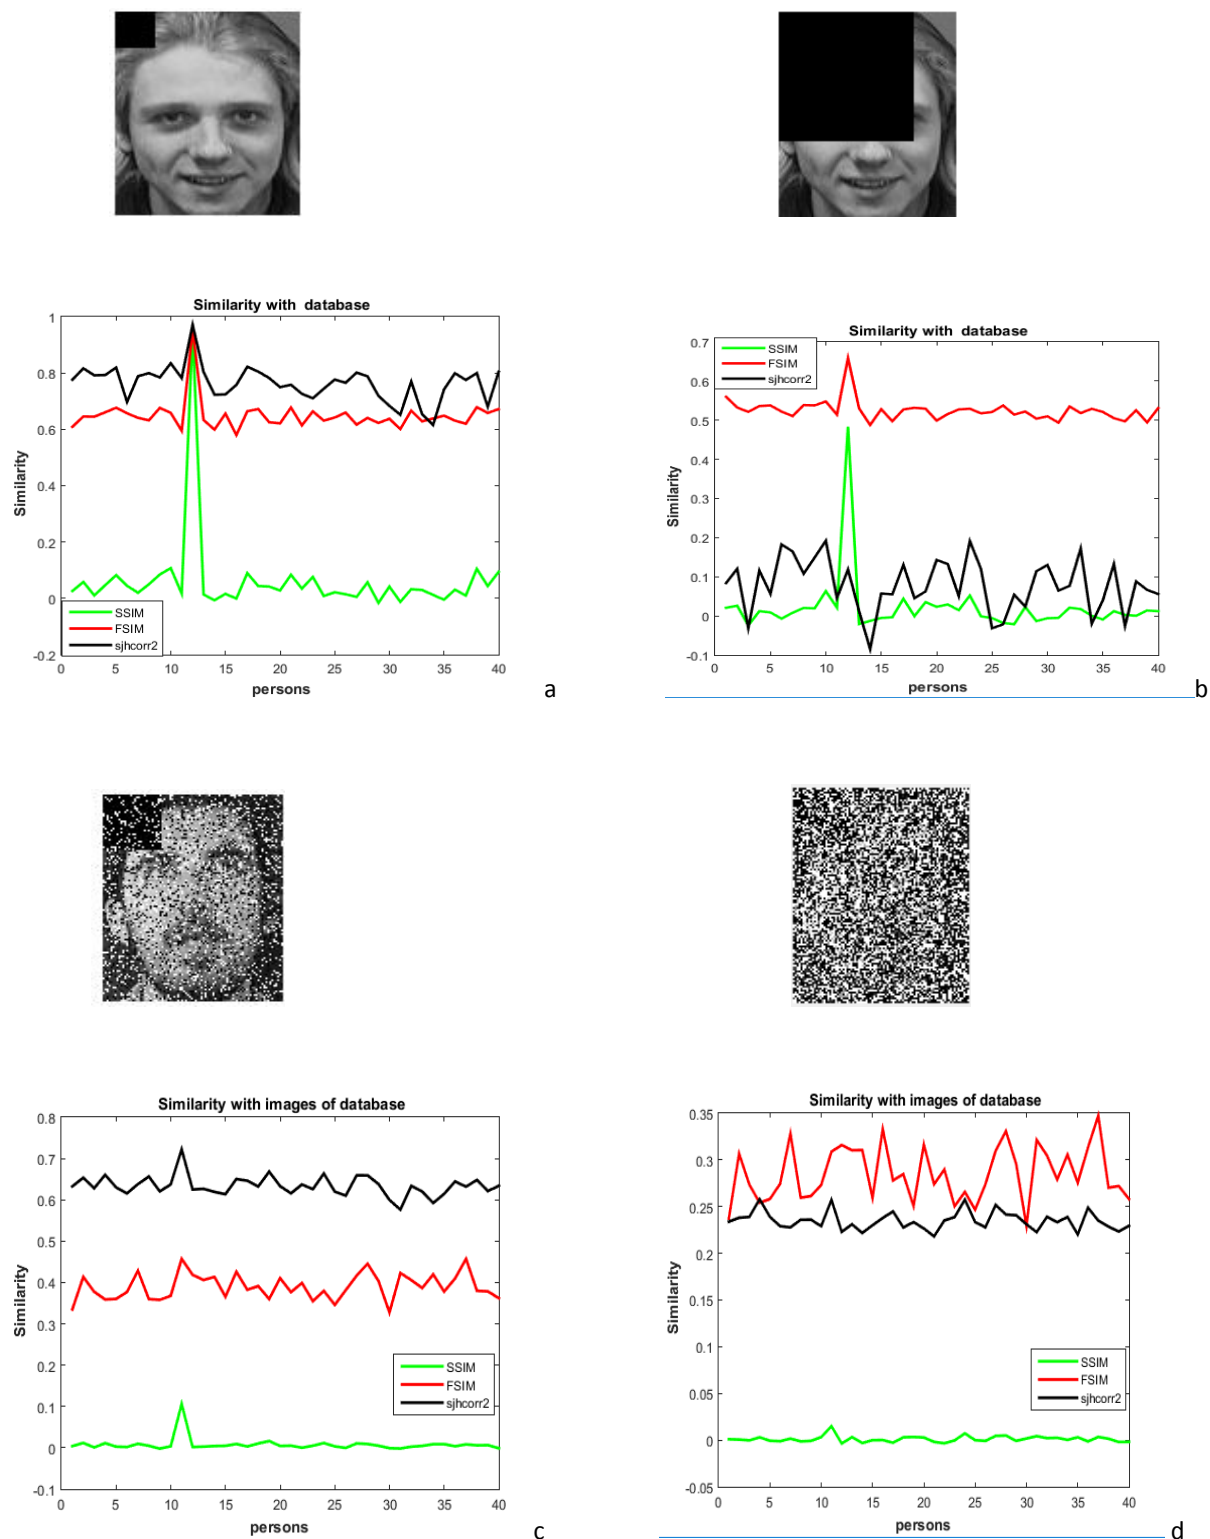 Similarity with  database
1
0.8
0.6
0.4
0.2
0
-0.2
Similarity
SSIM
FSIM
sjhcorr2
0 5 10 15 20 25 30 35 40
persons
a
Similarity with  database
0.7
0.6
0.5
0.4
0.3
0.2
0.1
0
-0.1
Similarity
SSIM
FSIM
sjhcorr2
0 5 10 15 20 25 30 35 40
persons
b
Similarity with images of database
0.8
0.7
0.6
0.5
0.4
0.3
0.2
0.1
0
-0.1
Similarity
SSIM
FSIM
sjhcorr2
0 5 10 15 20 25 30 35 40
persons
c
Similarity with images of database
0.35
0.3
0.25
0.2
0.15
0.1
0.05
0
-0.05
Similarity
SSIM
FSIM
sjhcorr2
0 5 10 15 20 25 30 35 40
persons
d